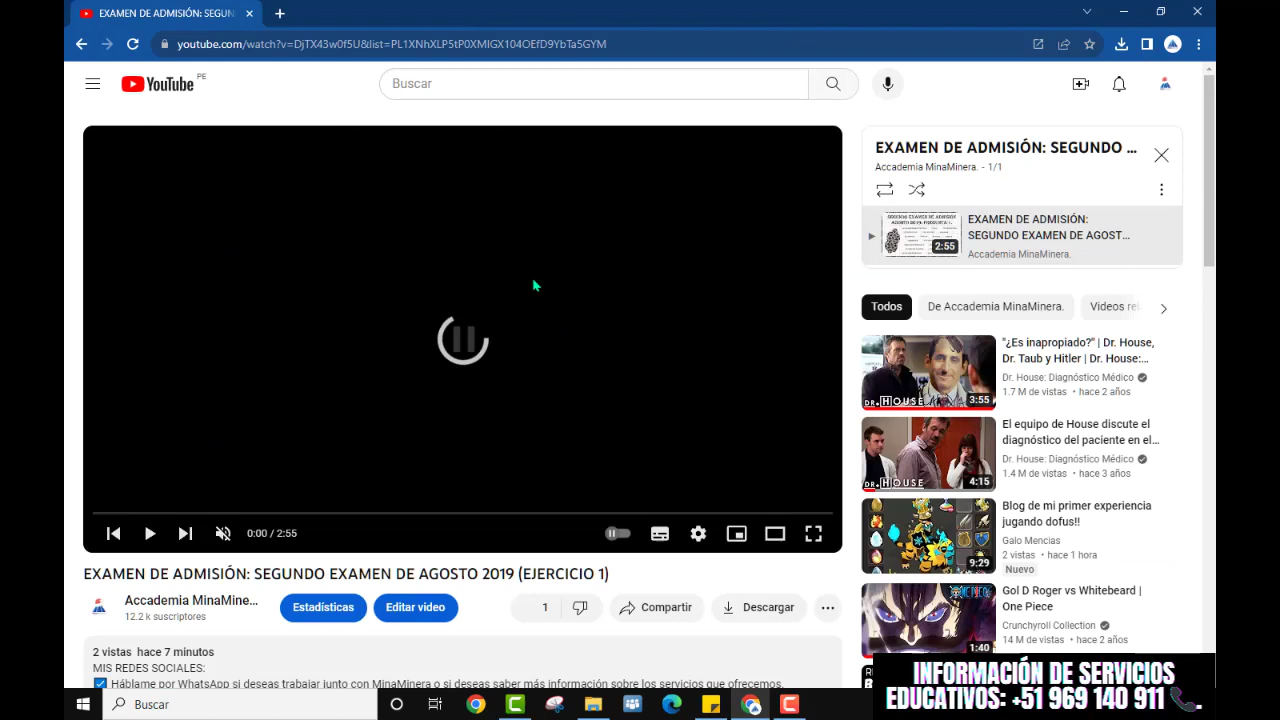 EXAMEN DE ADMISIÓN: SEGUN
youtube.com/watch?v=DjTX43w0f5U&list=PL1XNhXLP5tP0XMIGX104OEfD9YbTa5GYM
YouTube PE
Buscar
EXAMEN DE ADMISIÓN: SEGUNDO ...
Accademia MinaMinera. - 1/1
EXAMEN DE ADMISIÓN:
SEGUNDO EXAMEN DE AGOST...
Accademia MinaMinera.
2:55
Todos
De Accademia MinaMinera.
Videos re
"¿Es inapropiado?" | Dr. House,
Dr. Taub y Hitler | Dr. House:...
Dr. House: Diagnóstico Médico
1.7 M de vistas • hace 2 años
DR. HOUSE
3:55
El equipo de House discute el
diagnóstico del paciente en el...
Dr. House: Diagnóstico Médico
1.4 M de vistas • hace 3 años
DR. HOUSE
4:15
Blog de mi primer experiencia
jugando dofus!!
Galo Mencias
2 vistas • hace 1 hora
Nuevo
9:29
Gol D Roger vs Whitebeard |
One Piece
Crunchyroll Collection
14 M de vistas • hace 2 años
1:40
0:00 / 2:55
EXAMEN DE ADMISIÓN: SEGUNDO EXAMEN DE AGOSTO 2019 (EJERCICIO 1)
Accademia MinaMine...
12.2 k suscriptores
Estadísticas
Editar video
1
Compartir
Descargar
2 vistas hace 7 minutos
MIS REDES SOCIALES:
Háblame por WhatsApp si deseas trabajar junto con MinaMinera o si deseas saber más información sobre los servicios que ofrecemos
INFORMACIÓN DE SERVICIOS
EDUCATIVOS: +51 969 140 911
Buscar